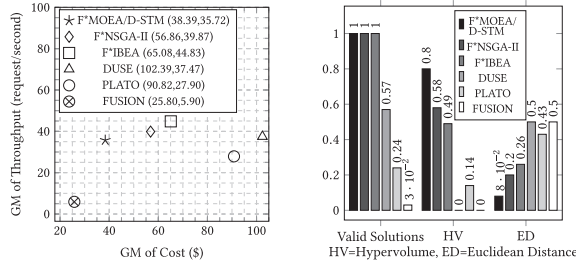 GM of Throughput (request/second)
100
80
60
40
20
0
F*MOEA/D-STM (38.39,35.72)
F*NSGA-II (56.86,39.87)
F*IBEA (65.08,44.83)
DUSE (102.39,37.47)
PLATO (90.82,27.90)
FUSION (25.80,5.90)
20 40 60 80 100
GM of Cost ($)
1
0.8
0.6
0.4
0.2
0
F*MOEA/
D-STM
F*NSGA-II
F*IBEA
DUSE
PLATO
FUSION
1 1 1 0.57 0.24 3 · 10⁻²
0.8 0.58 0.49 0 0.14 0
8 · 10⁻² 0.2 0.26 0.5 0.43 0.5
Valid Solutions HV ED
HV=Hypervolume, ED=Euclidean Distance